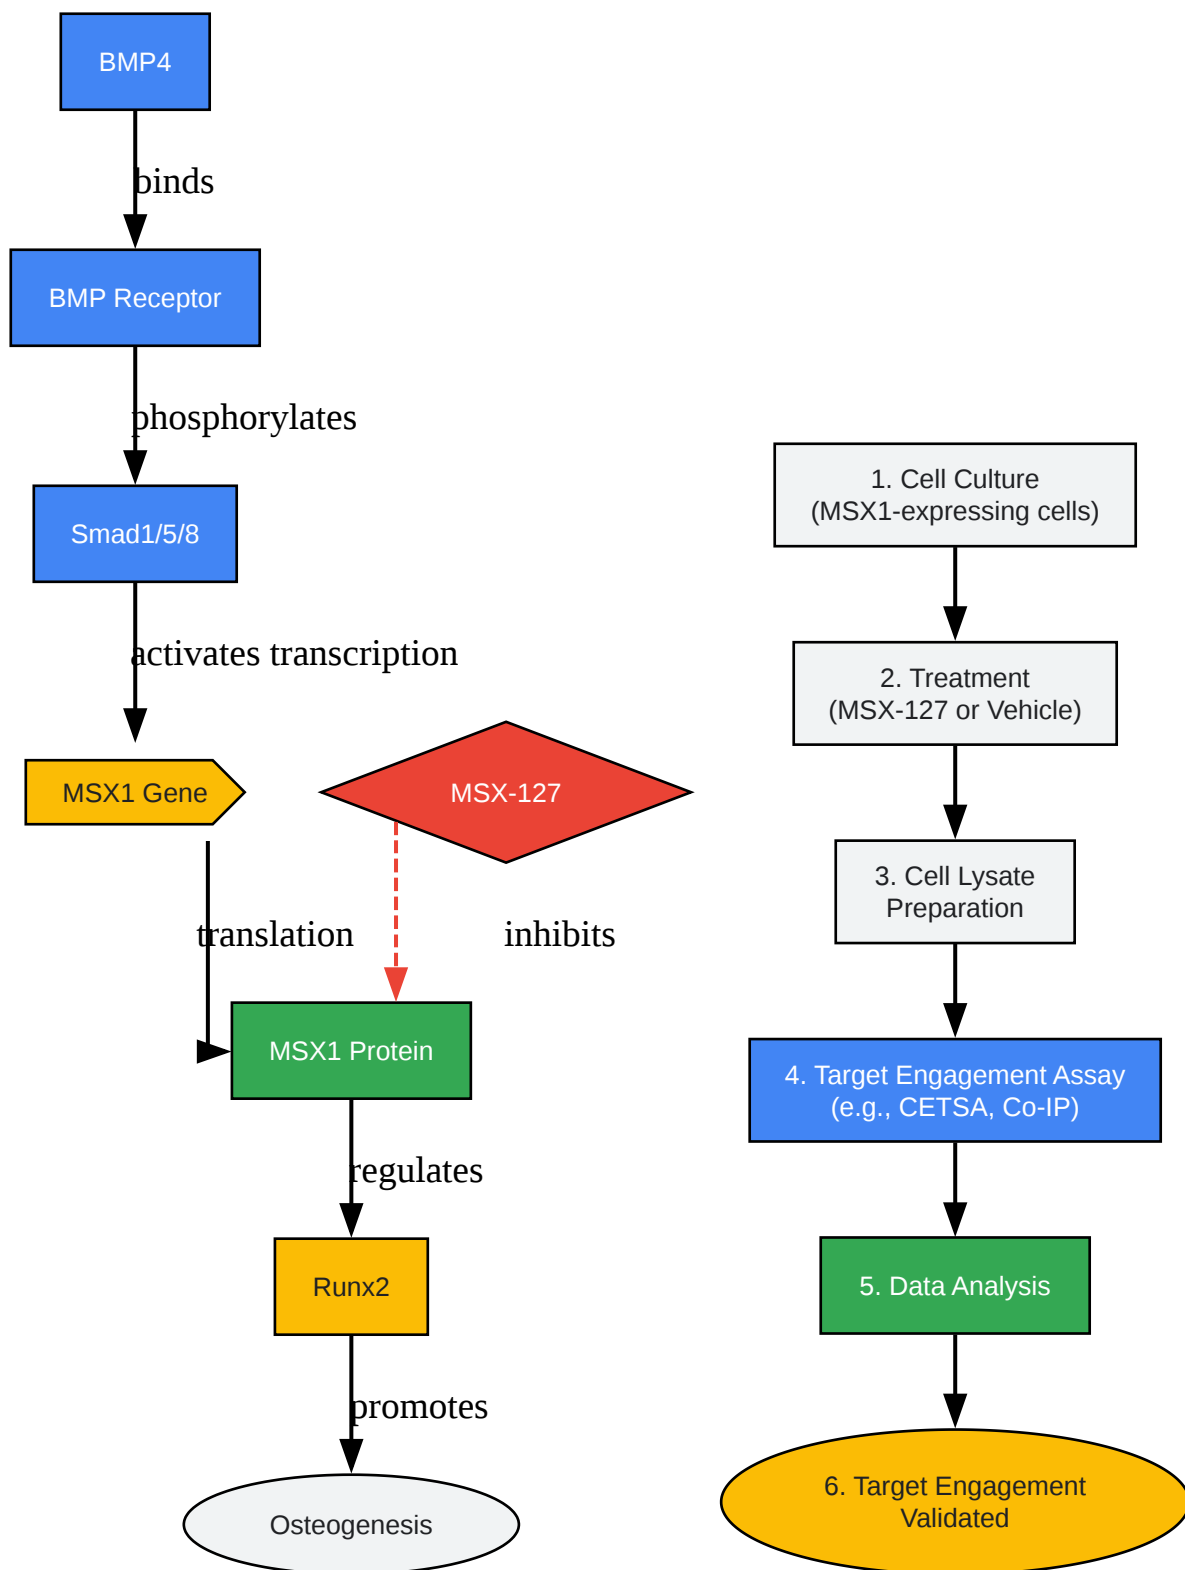 BMP4
binds
BMP Receptor
phosphorylates
Smad1/5/8
activates transcription
MSX1 Gene
MSX-127
translation
inhibits
MSX1 Protein
regulates
Runx2
promotes
Osteogenesis
1. Cell Culture
(MSX1-expressing cells)
2. Treatment
(MSX-127 or Vehicle)
3. Cell Lysate
Preparation
4. Target Engagement Assay
(e.g., CETSA, Co-IP)
5. Data Analysis
6. Target Engagement
Validated